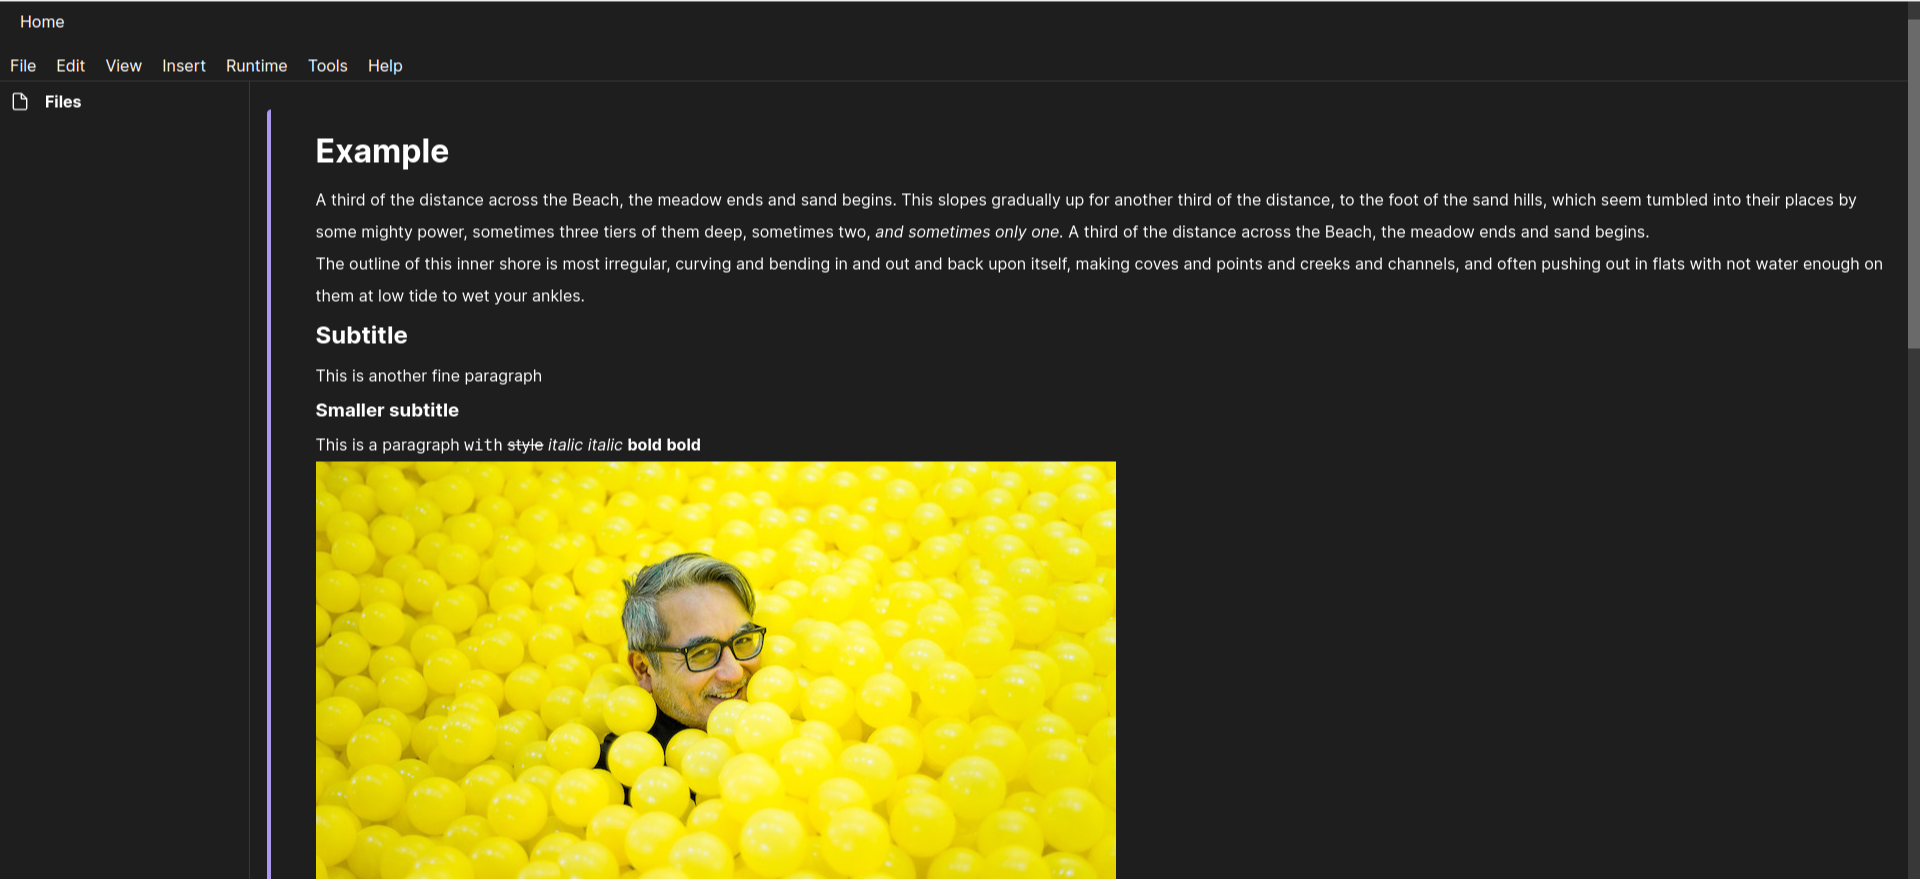 Home
File Edit View Insert Runtime Tools Help
Files
Example
A third of the distance across the Beach, the meadow ends and sand begins. This slopes gradually up for another third of the distance, to the foot of the sand hills, which seem tumbled into their places by
some mighty power, sometimes three tiers of them deep, sometimes two, and sometimes only one. A third of the distance across the Beach, the meadow ends and sand begins.
The outline of this inner shore is most irregular, curving and bending in and out and back upon itself, making coves and points and creeks and channels, and often pushing out in flats with not water enough on
them at low tide to wet your ankles.
Subtitle
This is another fine paragraph
Smaller subtitle
This is a paragraph with style italic italic bold bold